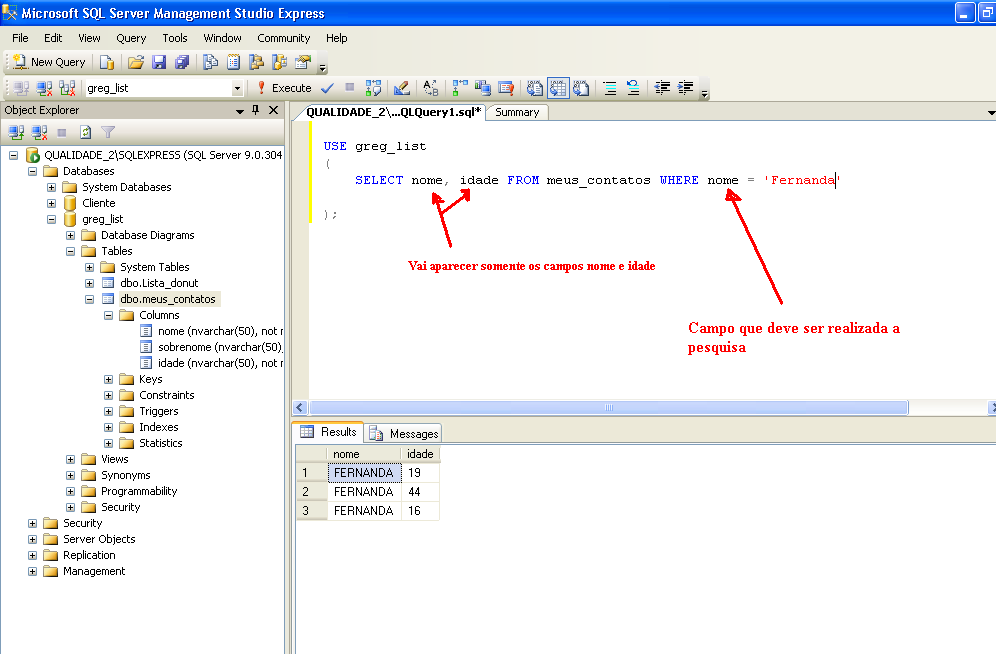 Microsoft SQL Server Management Studio Express
File Edit View Query Tools Window Community Help
New Query
greg_list Execute
Object Explorer
QUALIDADE_2\SQLEXPRESS (SQL Server 9.0.304
Databases
System Databases
Cliente
greg_list
Database Diagrams
Tables
System Tables
dbo.Lista_donut
dbo.meus_contatos
Columns
nome (nvarchar(50), not r
sobrenome (nvarchar(50),
idade (nvarchar(50), not r
Keys
Constraints
Triggers
Indexes
Statistics
Views
Synonyms
Programmability
Security
Security
Server Objects
Replication
Management
QUALIDADE_2\...QLQuery1.sql* Summary
USE greg_list
(
SELECT nome, idade FROM meus_contatos WHERE nome = 'Fernanda'
);
Vai aparecer somente os campos nome e idade
Campo que deve ser realizada a
pesquisa
Results Messages
nome idade
1 FERNANDA 19
2 FERNANDA 44
3 FERNANDA 16